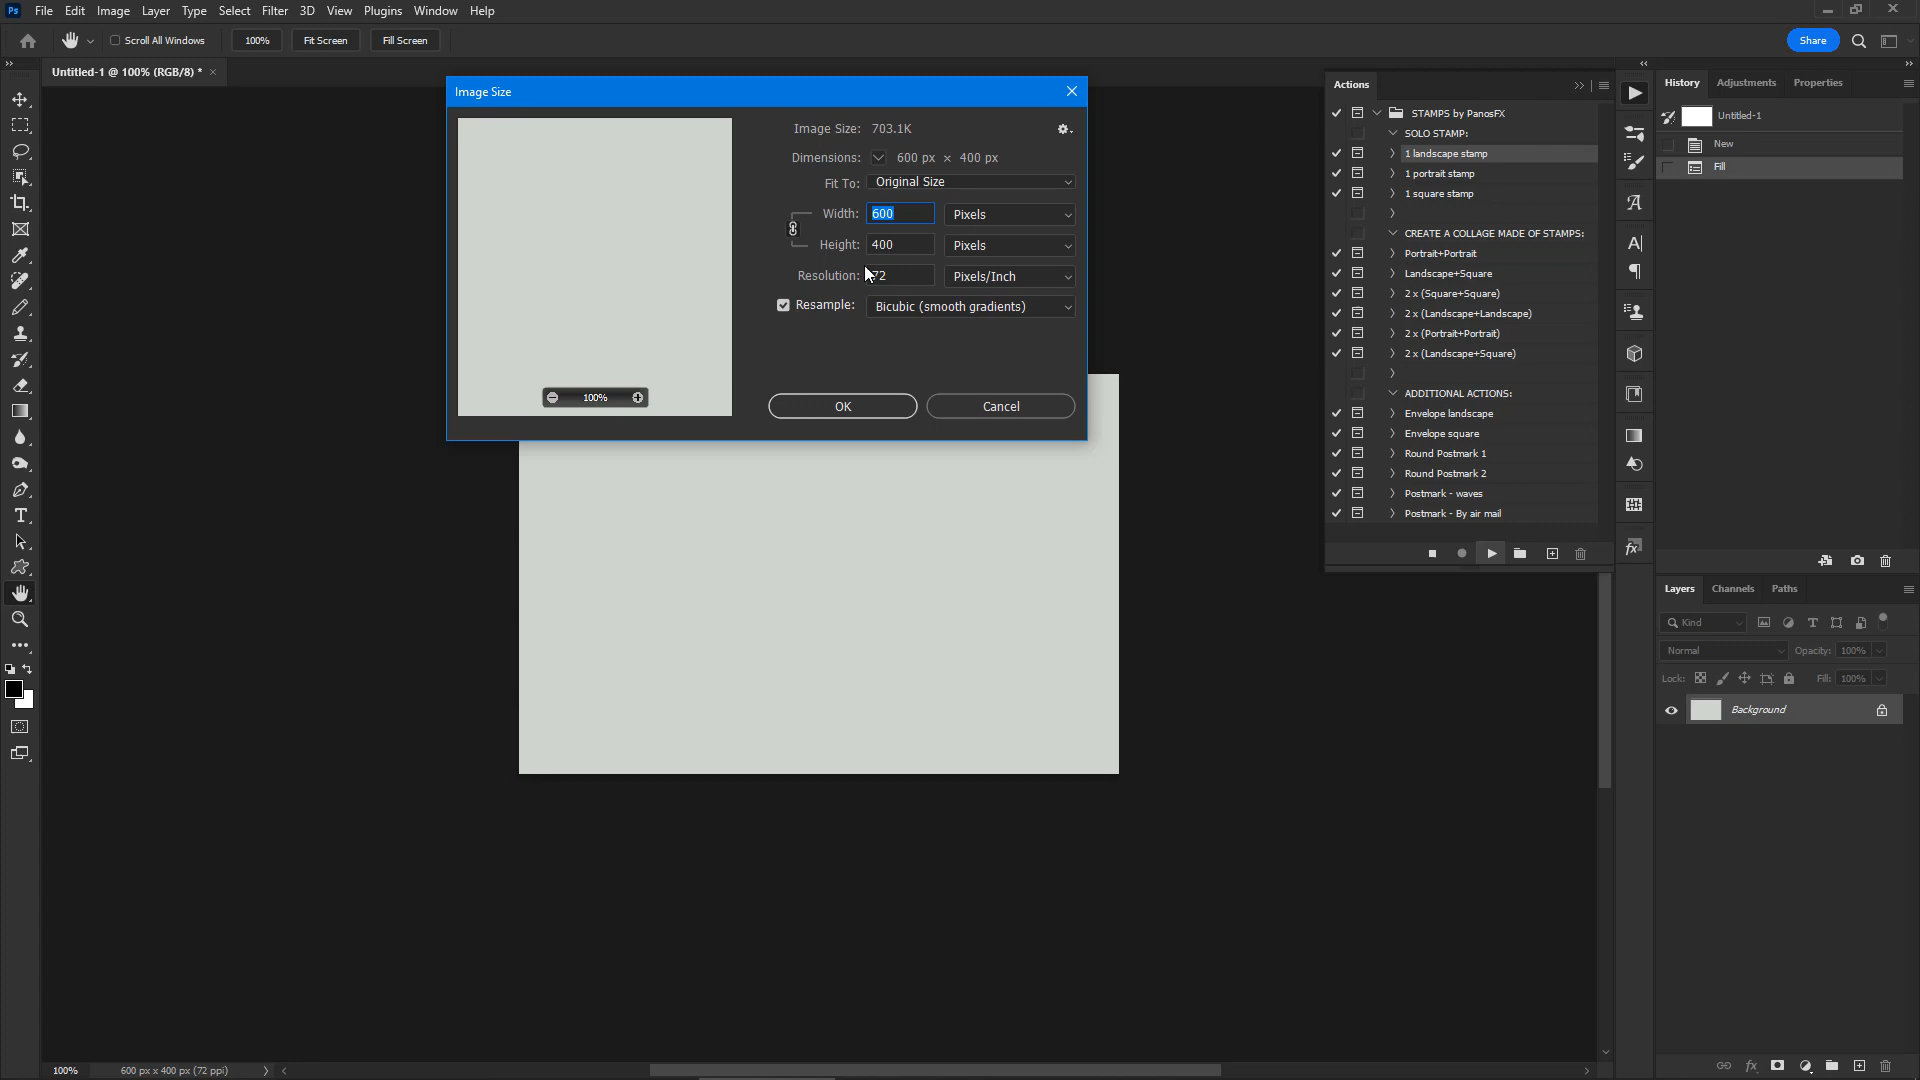 Ps File Edit Image Layer Type Select Filter 3D View Plugins Window Help
Scroll All Windows 100% Fit Screen Fill Screen Share
Untitled-1 @ 100% (RGB/8) *
Image Size
Image Size: 703.1K
Dimensions: 600 px × 400 px
Fit To: Original Size
Width: 600 Pixels
Height: 400 Pixels
Resolution: 72 Pixels/Inch
Resample: Bicubic (smooth gradients)
100%
OK Cancel
Actions
STAMPS by PanosFX
SOLO STAMP:
1 landscape stamp
1 portrait stamp
1 square stamp
CREATE A COLLAGE MADE OF STAMPS:
Portrait+Portrait
Landscape+Square
2 x (Square+Square)
2 x (Landscape+Landscape)
2 x (Portrait+Portrait)
2 x (Landscape+Square)
ADDITIONAL ACTIONS:
Envelope landscape
Envelope square
Round Postmark 1
Round Postmark 2
Postmark - waves
Postmark - By air mail
History Adjustments Properties
Untitled-1
New
Fill
Layers Channels Paths
Kind
Normal Opacity: 100%
Lock: Fill: 100%
Background
100% 600 px x 400 px (72 ppi)